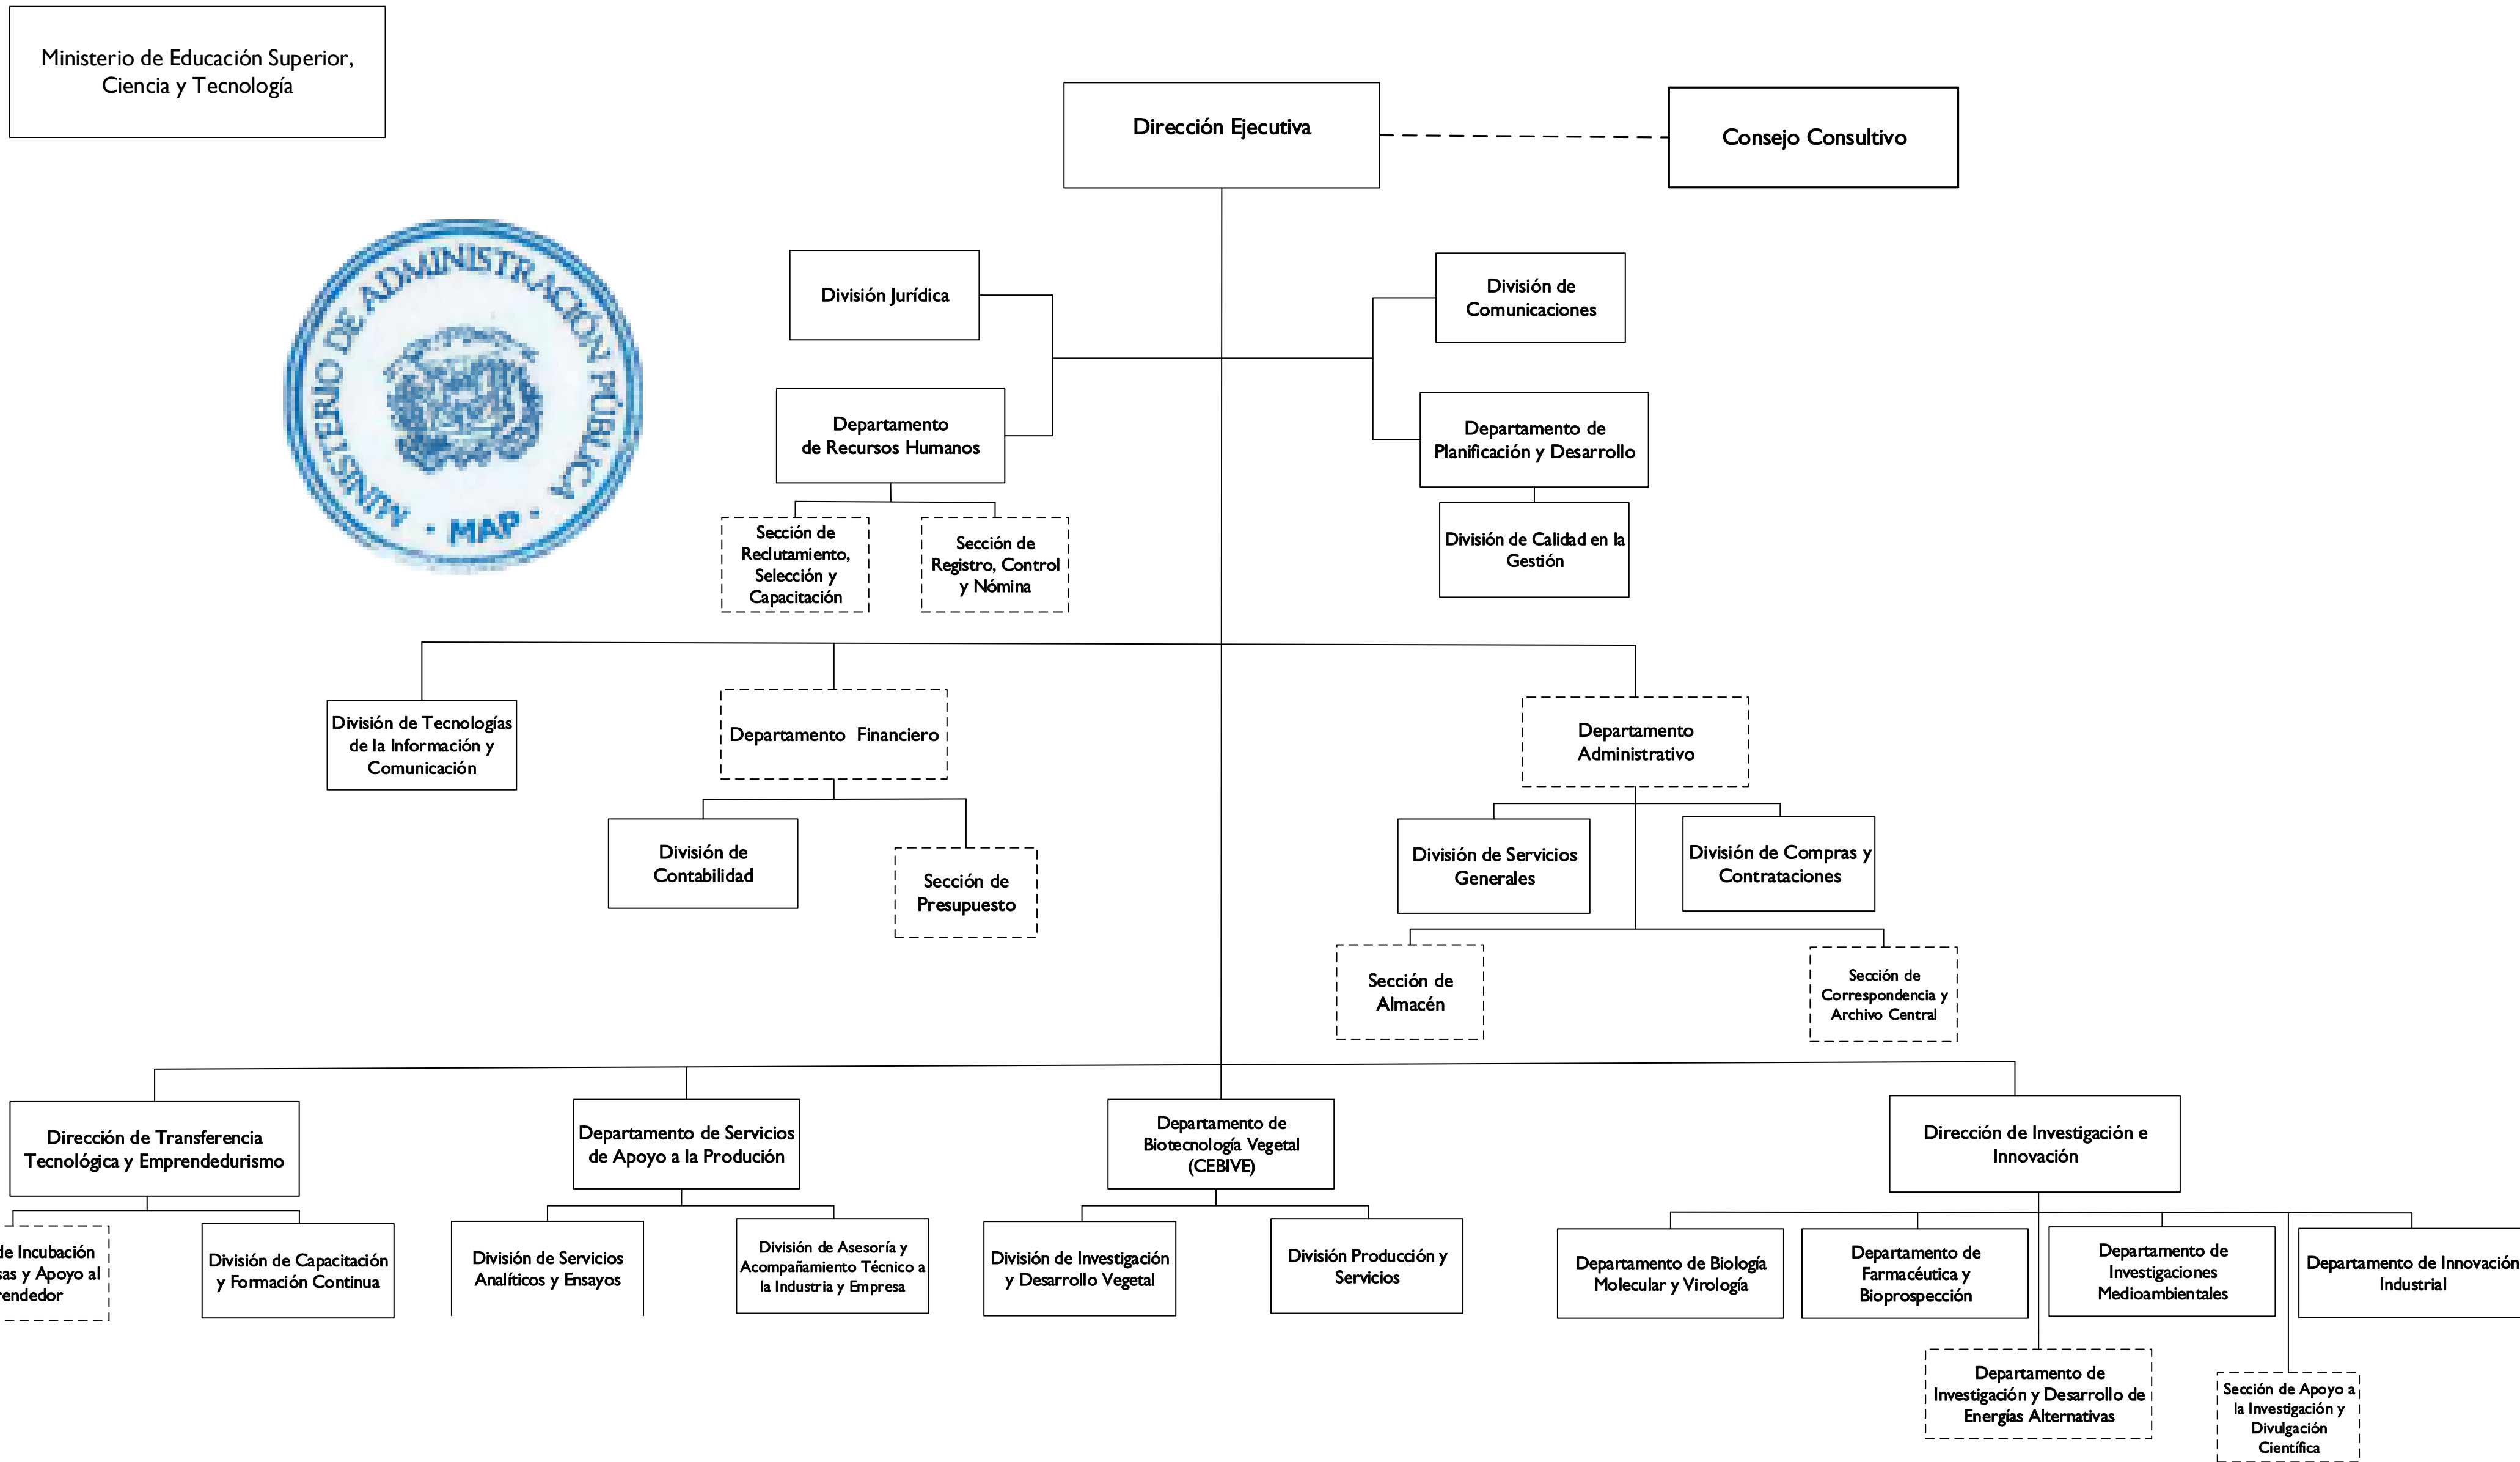 Ministerio de Educación Superior,
Ciencia y Tecnología
Dirección Ejecutiva
Consejo Consultivo
MINISTERIO DE ADMINISTRACIÓN PÚBLICA
· MAP ·
División Jurídica
División de
Comunicaciones
Departamento
de Recursos Humanos
Departamento de
Planificación y Desarrollo
Sección de
Reclutamiento,
Selección y
Capacitación
Sección de
Registro, Control
y Nómina
División de Calidad en la
Gestión
División de Tecnologías
de la Información y
Comunicación
Departamento Financiero
Departamento
Administrativo
División de
Contabilidad
Sección de
Presupuesto
División de Servicios
Generales
División de Compras y
Contrataciones
Sección de
Almacén
Sección de
Correspondencia y
Archivo Central
Dirección de Transferencia
Tecnológica y Emprendedurismo
Departamento de Servicios
de Apoyo a la Produción
Departamento de
Biotecnología Vegetal
(CEBIVE)
Dirección de Investigación e
Innovación
de Incubación
y Apoyo al
División de Capacitación
y Formación Continua
División de Servicios
Analíticos y Ensayos
División de Asesoría y
Acompañamiento Técnico a
la Industria y Empresa
División de Investigación
y Desarrollo Vegetal
División Producción y
Servicios
Departamento de Biología
Molecular y Virología
Departamento de
Farmacéutica y
Bioprospección
Departamento de
Investigaciones
Medioambientales
Departamento de Innovación
Industrial
Departamento de
Investigación y Desarrollo de
Energías Alternativas
Sección de Apoyo a
la Investigación y
Divulgación
Científica